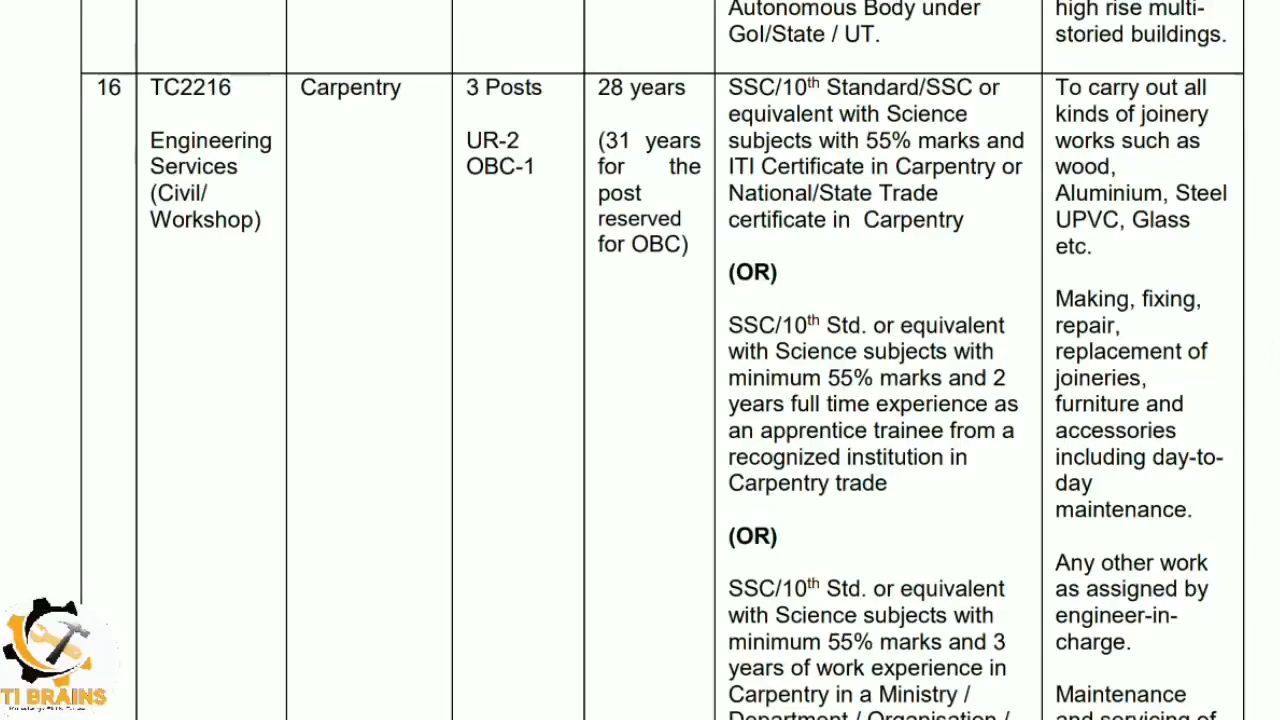 Autonomous Body under
GoI/State / UT.
high rise multi-
storied buildings.
16
TC2216
Engineering
Services
(Civil/
Workshop)
Carpentry
3 Posts
UR-2
OBC-1
28 years
(31 years
for the
post
reserved
for OBC)
SSC/10th Standard/SSC or
equivalent with Science
subjects with 55% marks and
ITI Certificate in Carpentry or
National/State Trade
certificate in Carpentry
(OR)
SSC/10th Std. or equivalent
with Science subjects with
minimum 55% marks and 2
years full time experience as
an apprentice trainee from a
recognized institution in
Carpentry trade
(OR)
SSC/10th Std. or equivalent
with Science subjects with
minimum 55% marks and 3
years of work experience in
Carpentry in a Ministry /
Department / Organisation /
To carry out all
kinds of joinery
works such as
wood,
Aluminium, Steel
UPVC, Glass
etc.
Making, fixing,
repair,
replacement of
joineries,
furniture and
accessories
including day-to-
day
maintenance.
Any other work
as assigned by
engineer-in-
charge.
Maintenance
and servicing of
TI BRAINS